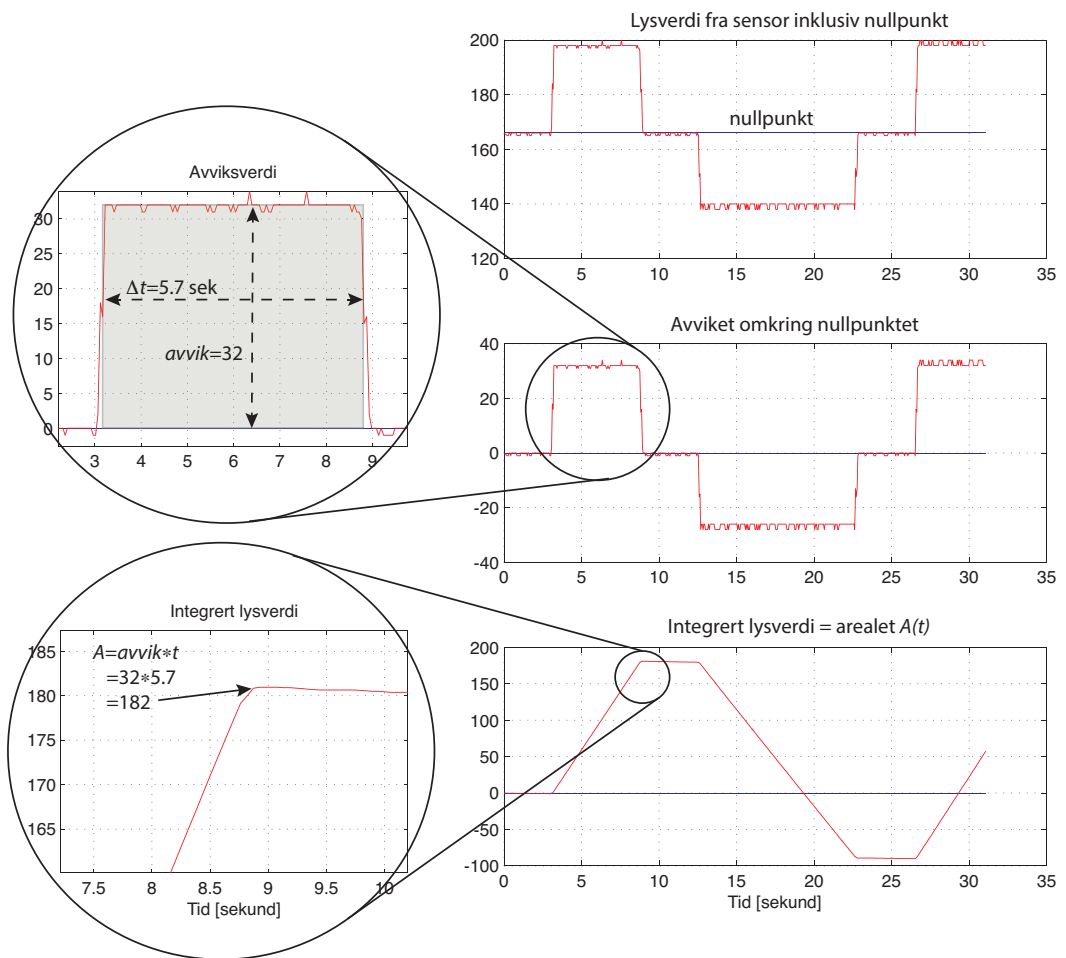 Lysverdi fra sensor inklusiv nullpunkt
200
180
160
140
120
nullpunkt
0 5 10 15 20 25 30 35
Avviksverdi
30
25
20
15
10
5
0
Δt=5.7 sek
avvik=32
3 4 5 6 7 8 9
Avviket omkring nullpunktet
40
20
0
-20
-40
0 5 10 15 20 25 30 35
Integrert lysverdi
185
180
175
170
165
A=avvik*t
=32*5.7
=182
7.5 8 8.5 9 9.5 10
Tid [sekund]
Integrert lysverdi = arealet A(t)
200
150
100
50
0
-50
-100
0 5 10 15 20 25 30 35
Tid [sekund]